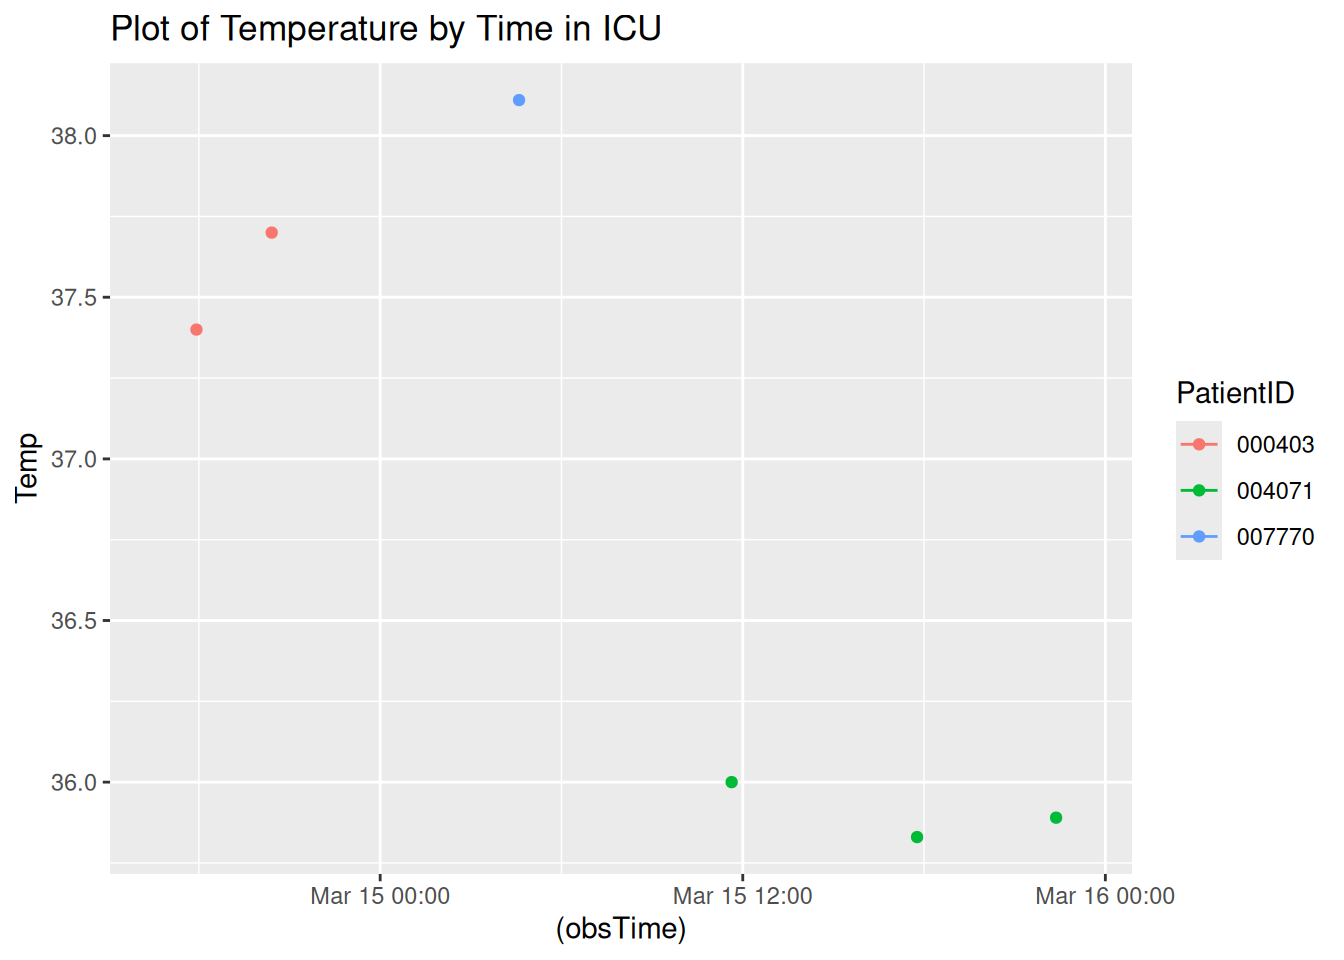 Plot of Temperature by Time in ICU
38.0
37.5
37.0
36.5
36.0
Temp
Mar 15 00:00
Mar 15 12:00
Mar 16 00:00
(obsTime)
PatientID
000403
004071
007770